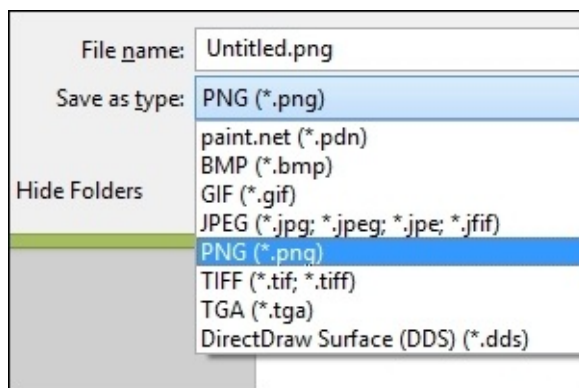 File name: Untitled.png
Save as type: PNG (*.png)
paint.net (*.pdn)
BMP (*.bmp)
GIF (*.gif)
Hide Folders
JPEG (*.jpg; *.jpeg; *.jpe; *.jfif)
PNG (*.png)
TIFF (*.tif; *.tiff)
TGA (*.tga)
DirectDraw Surface (DDS) (*.dds)